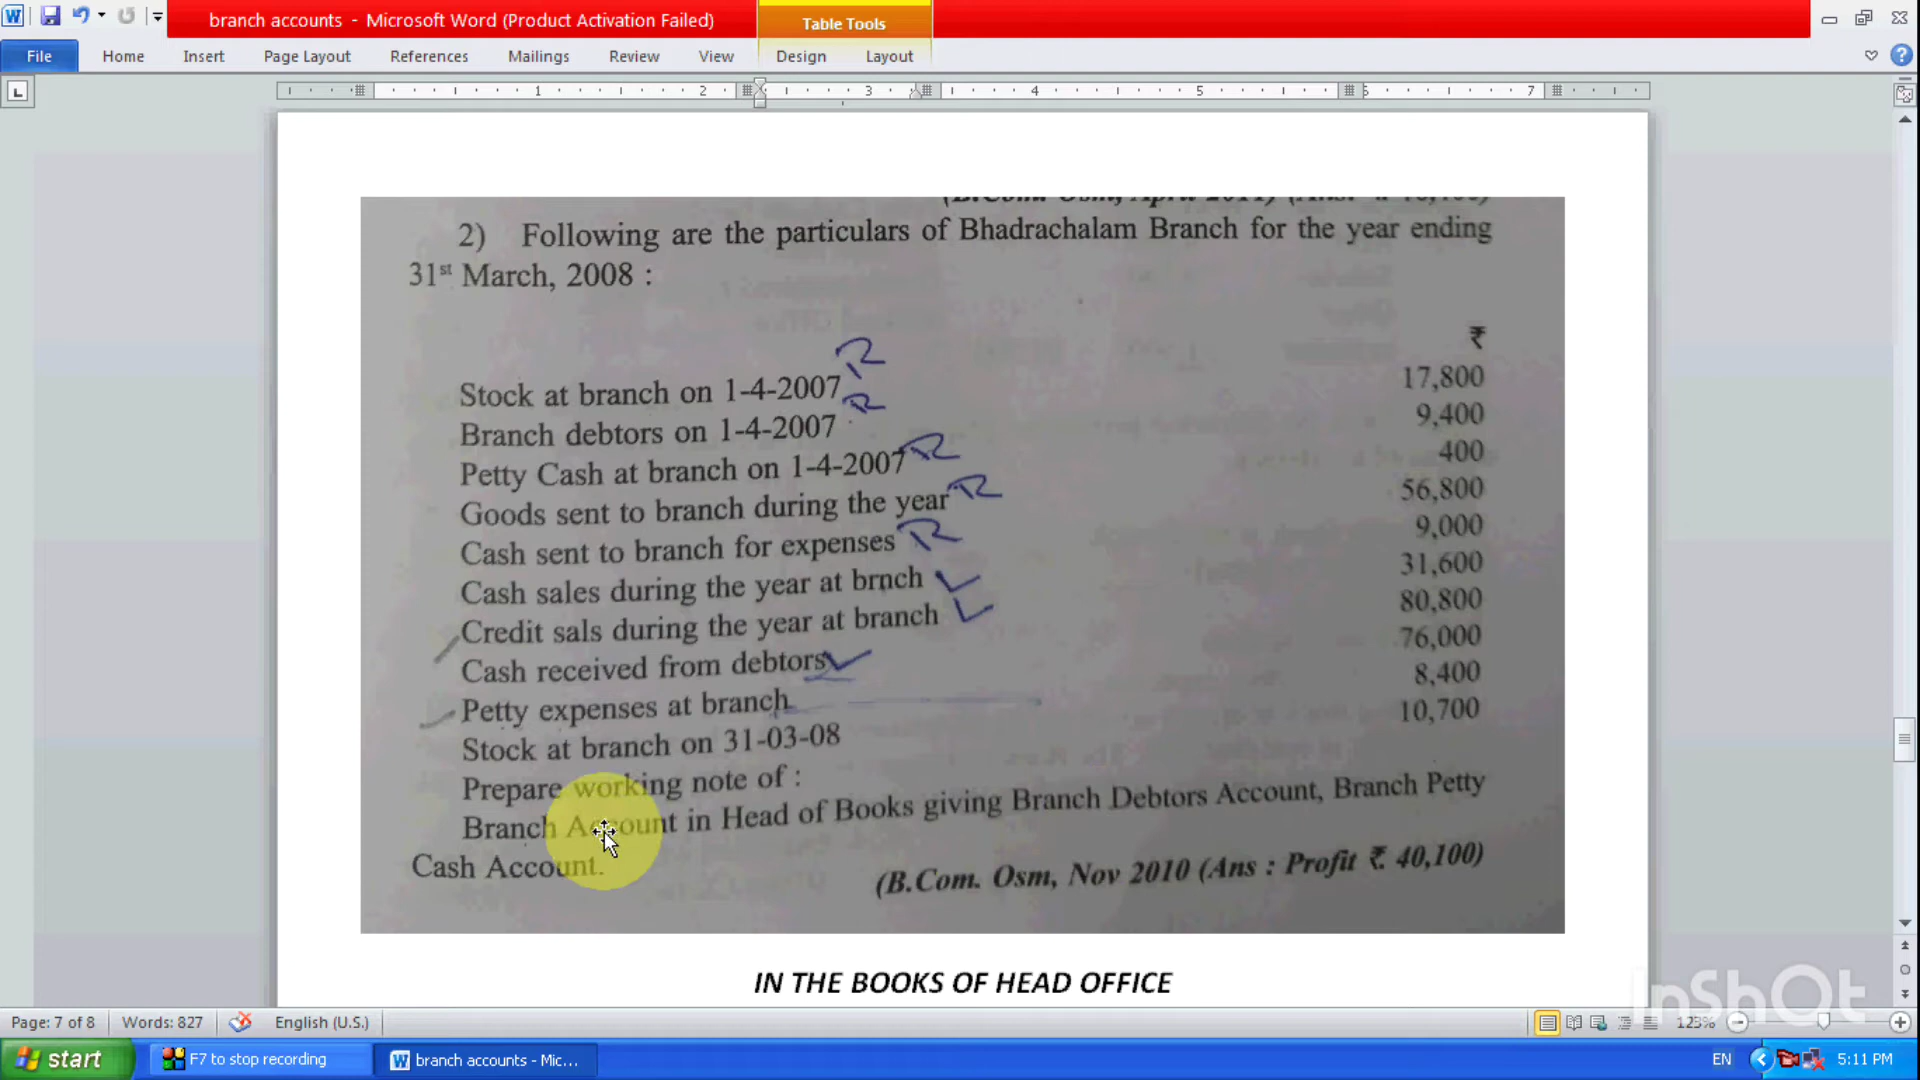 branch accounts - Microsoft Word (Product Activation Failed)
Table Tools
File Home Insert Page Layout References Mailings Review View Design Layout
1 2 3 4 5 6 7
2) Following are the particulars of Bhadrachalam Branch for the year ending
31st March, 2008 :
₹
Stock at branch on 1-4-2007 17,800
Branch debtors on 1-4-2007 9,400
Petty Cash at branch on 1-4-2007 400
Goods sent to branch during the year 56,800
Cash sent to branch for expenses 9,000
Cash sales during the year at brnch 31,600
Credit sals during the year at branch 80,800
Cash received from debtors 76,000
Petty expenses at branch 8,400
Stock at branch on 31-03-08 10,700
Prepare working note of :
Branch Account in Head of Books giving Branch Debtors Account, Branch Petty
Cash Account.
(B.Com. Osm, Nov 2010 (Ans : Profit ₹. 40,100)
IN THE BOOKS OF HEAD OFFICE
InShOt
Page: 7 of 8 Words: 827 English (U.S.) 123%
start F7 to stop recording branch accounts - Mic... EN 5:11 PM